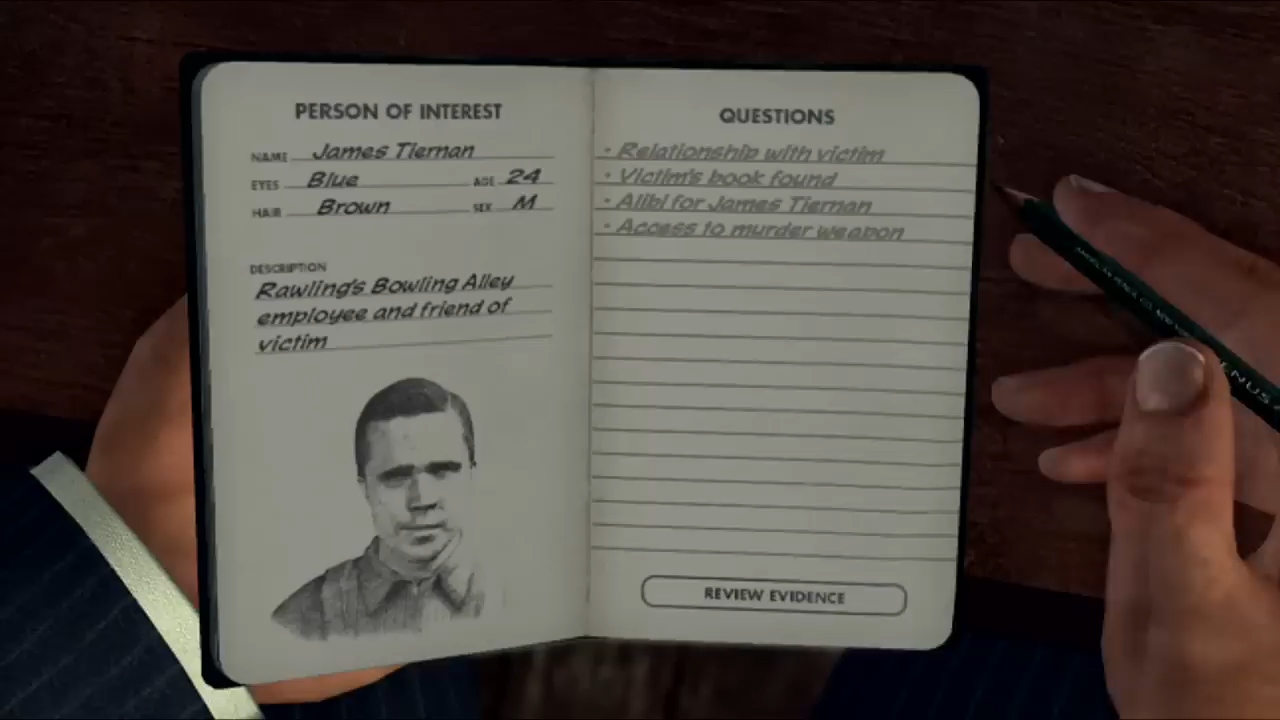 PERSON OF INTEREST
NAME James Tiernan
EYES Blue AGE 24
HAIR Brown SEX M
DESCRIPTION
Rawling's Bowling Alley
employee and friend of
victim
QUESTIONS
· Relationship with victim
· Victim's book found
· Alibi for James Tiernan
· Access to murder weapon
REVIEW EVIDENCE
VENUS